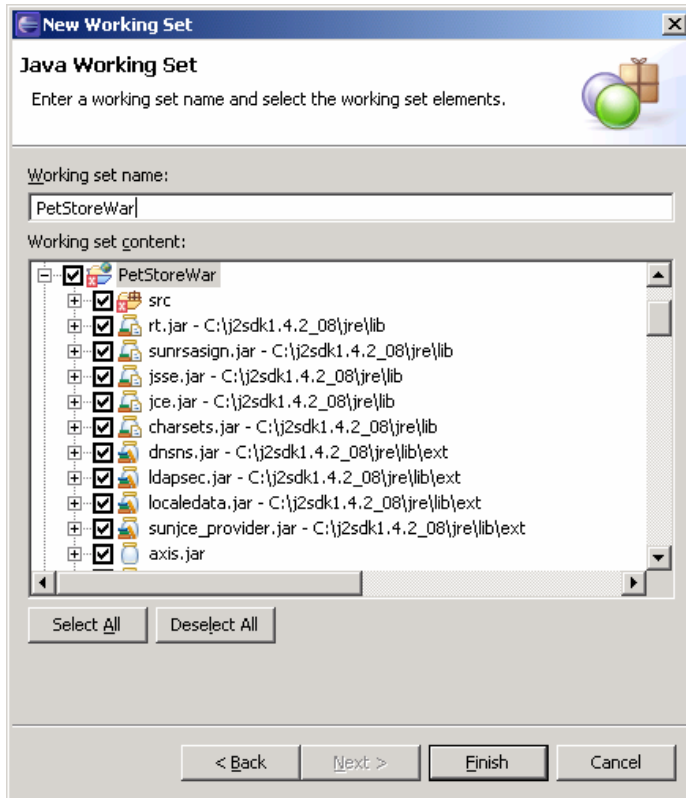 New Working Set
Java Working Set
Enter a working set name and select the working set elements.
Working set name:
PetStoreWar
Working set content:
PetStoreWar
src
rt.jar - C:\j2sdk1.4.2_08\jre\lib
sunrsasign.jar - C:\j2sdk1.4.2_08\jre\lib
jsse.jar - C:\j2sdk1.4.2_08\jre\lib
jce.jar - C:\j2sdk1.4.2_08\jre\lib
charsets.jar - C:\j2sdk1.4.2_08\jre\lib
dnsns.jar - C:\j2sdk1.4.2_08\jre\lib\ext
ldapsec.jar - C:\j2sdk1.4.2_08\jre\lib\ext
localedata.jar - C:\j2sdk1.4.2_08\jre\lib\ext
sunjce_provider.jar - C:\j2sdk1.4.2_08\jre\lib\ext
axis.jar
Select All Deselect All
< Back Next > Finish Cancel